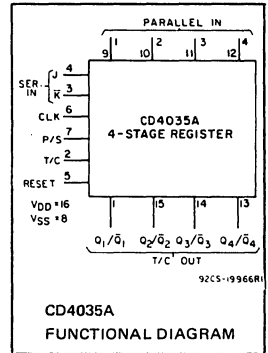 PARALLEL IN
1 2 3 4
9 10 11 12
J 4
SER. IN
K̅ 3
CLK 6
P/S 7
T/C 2
RESET 5
CD4035A
4-STAGE REGISTER
VDD = 16
VSS = 8
1 15 14 13
Q1/Q̅1 Q2/Q̅2 Q3/Q̅3 Q4/Q̅4
T/C OUT
92CS-19966R1
CD4035A
FUNCTIONAL DIAGRAM